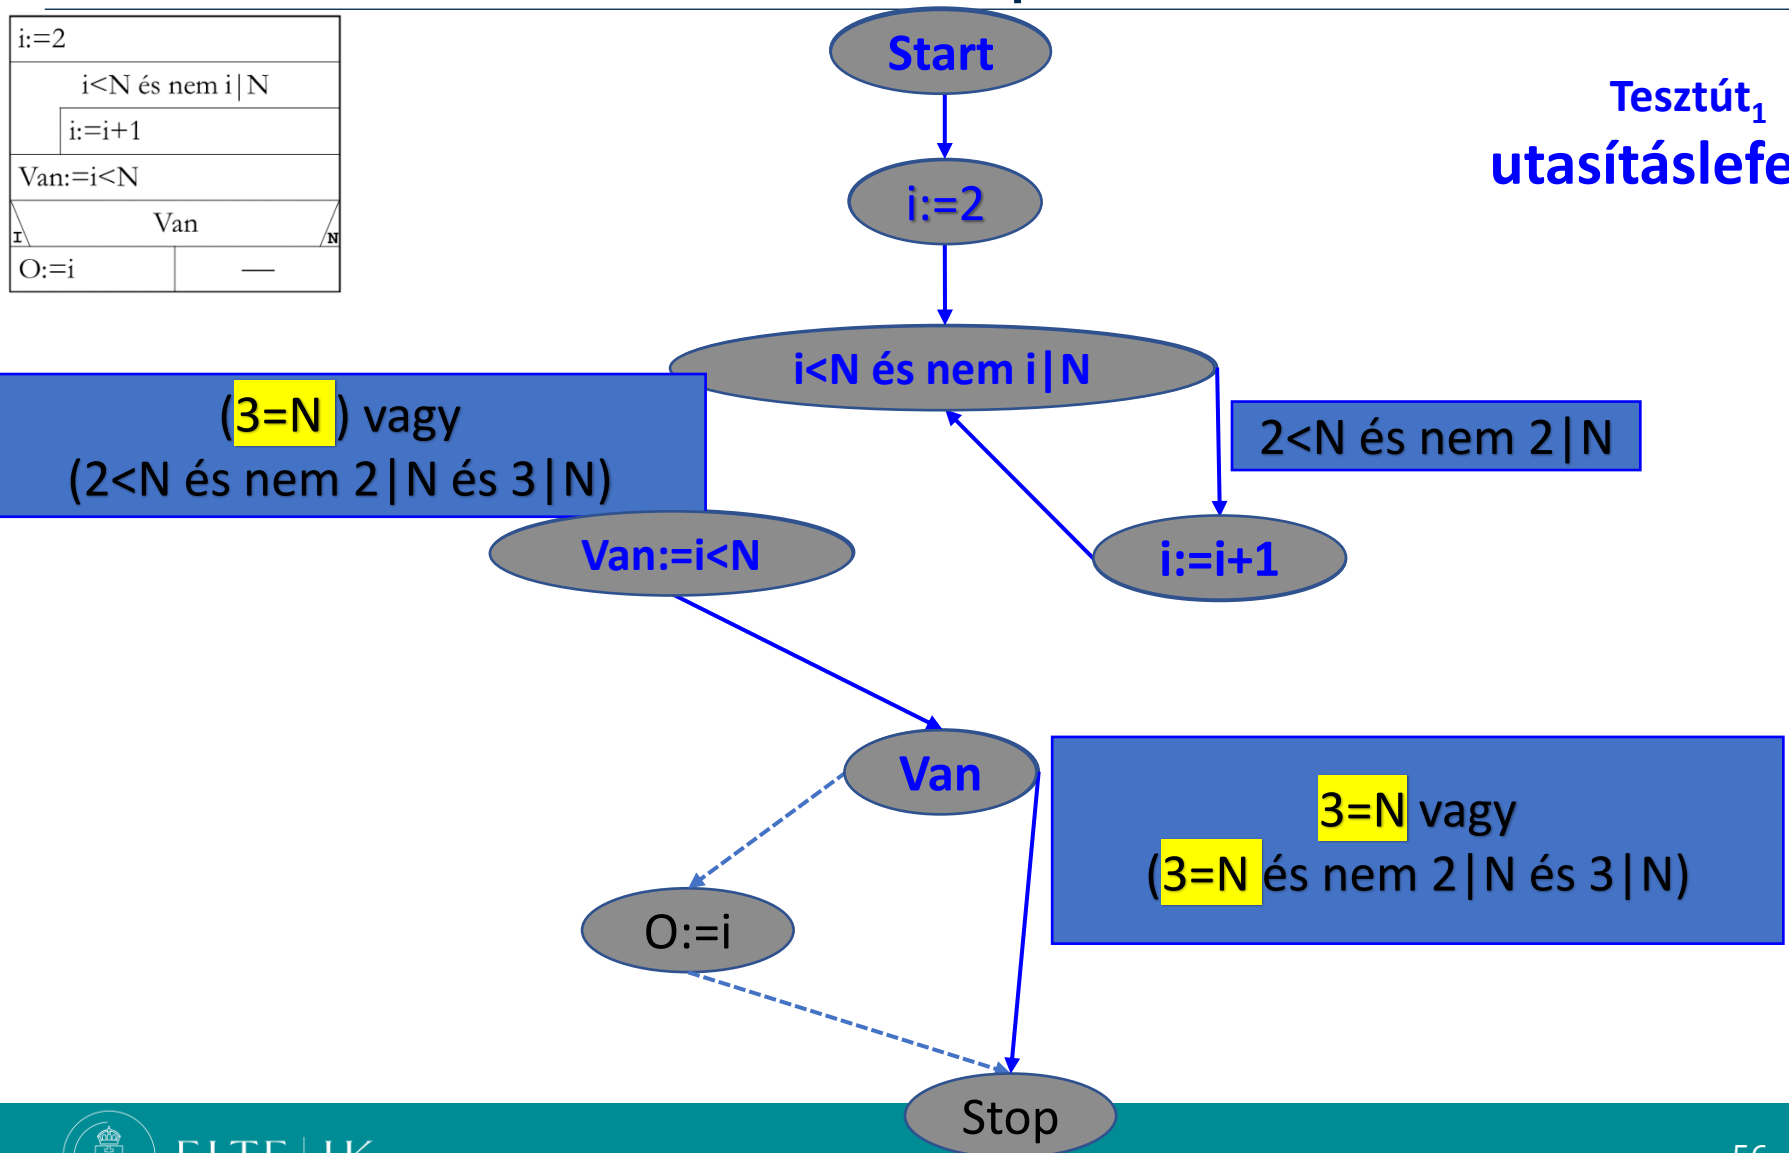 i:=2
i<N és nem i|N
i:=i+1
Van:=i<N
Van
I
N
O:=i
—
Start
Tesztút₁
i:=2
i<N és nem i|N
(3=N ) vagy
(2<N és nem 2|N és 3|N)
2<N és nem 2|N
Van:=i<N
i:=i+1
Van
3=N vagy
(3=N és nem 2|N és 3|N)
O:=i
Stop